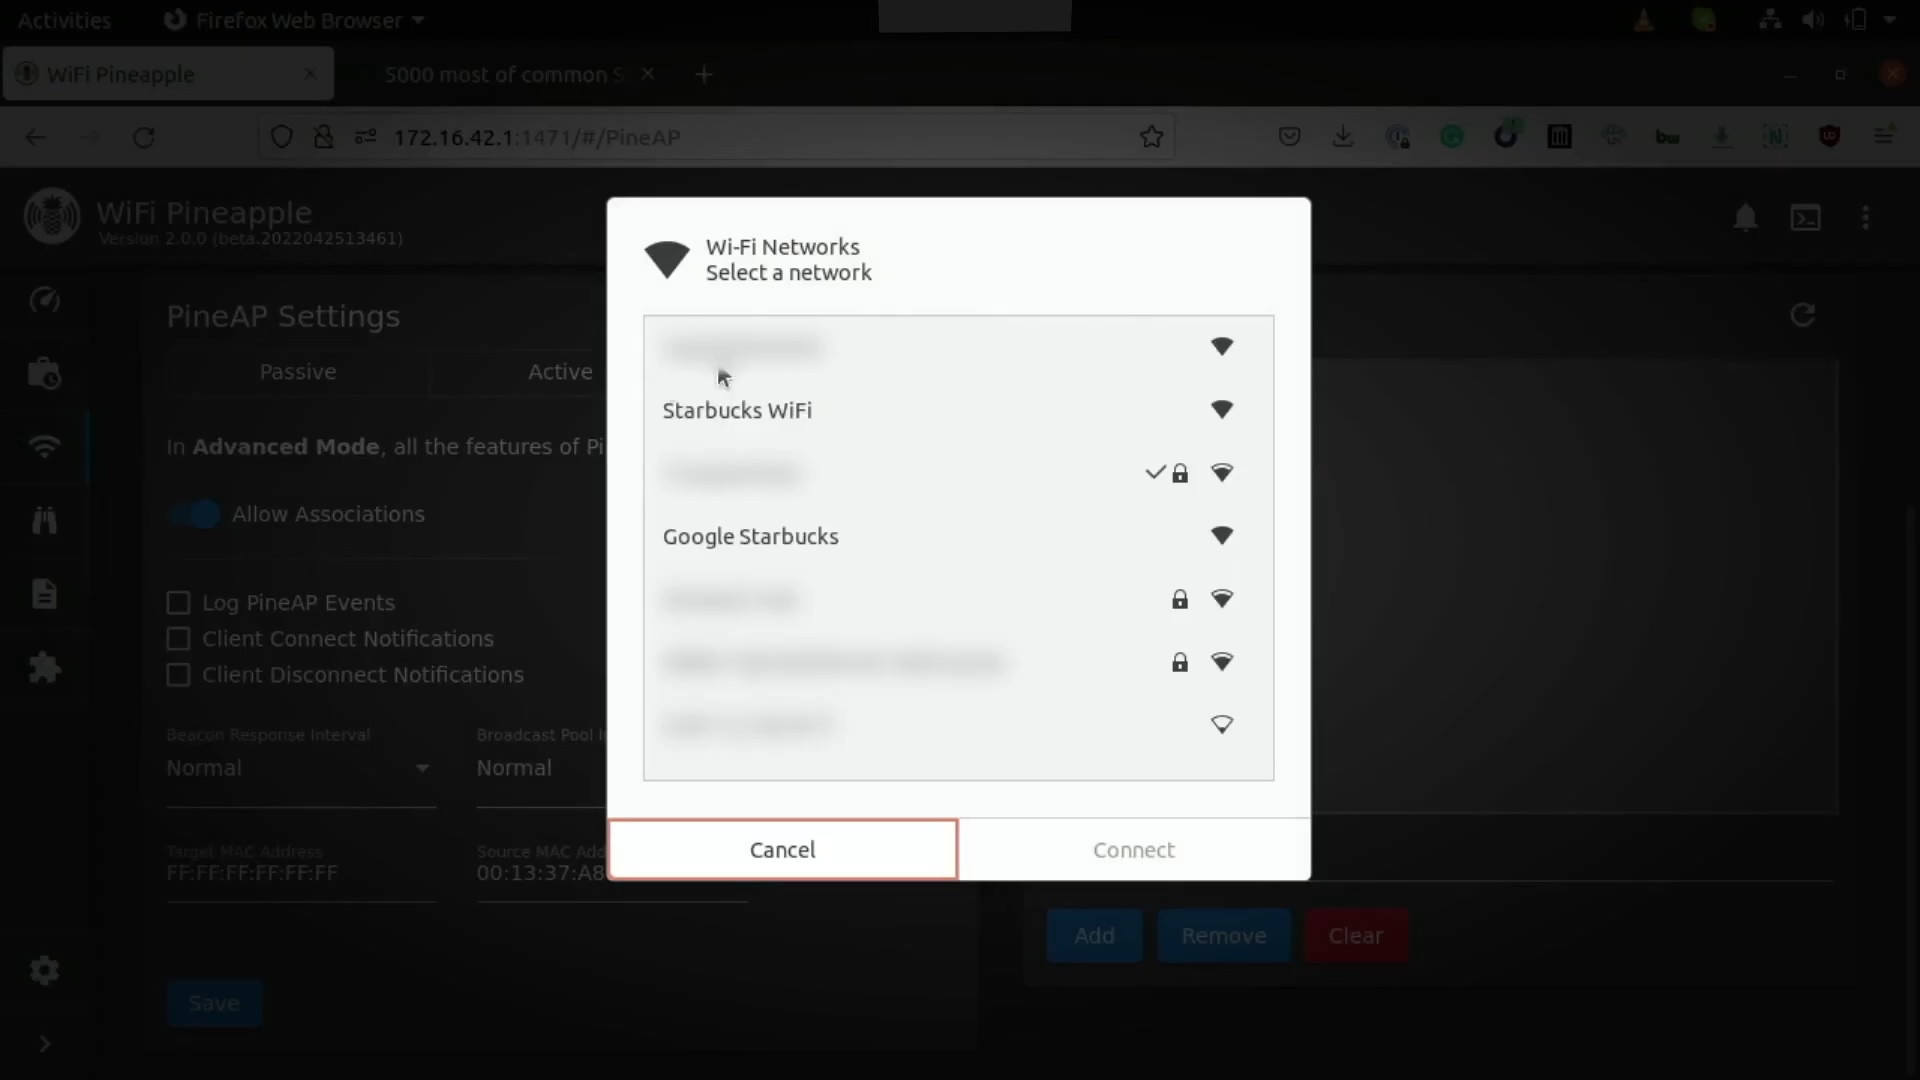 Activities
Firefox Web Browser
WiFi Pineapple
5000 most of common S
172.16.42.1:1471/#/PineAP
WiFi Pineapple
Version 2.0.0 (beta.2022042513461)
PineAP Settings
Passive
Active
In Advanced Mode, all the features of Pi
Allow Associations
Log PineAP Events
Client Connect Notifications
Client Disconnect Notifications
Beacon Response Interval
Normal
Broadcast Pool
Normal
Target MAC Address
FF:FF:FF:FF:FF:FF
Source MAC Add
00:13:37:A8
Save
Wi-Fi Networks
Select a network
Starbucks WiFi
Google Starbucks
Cancel
Connect
Add
Remove
Clear